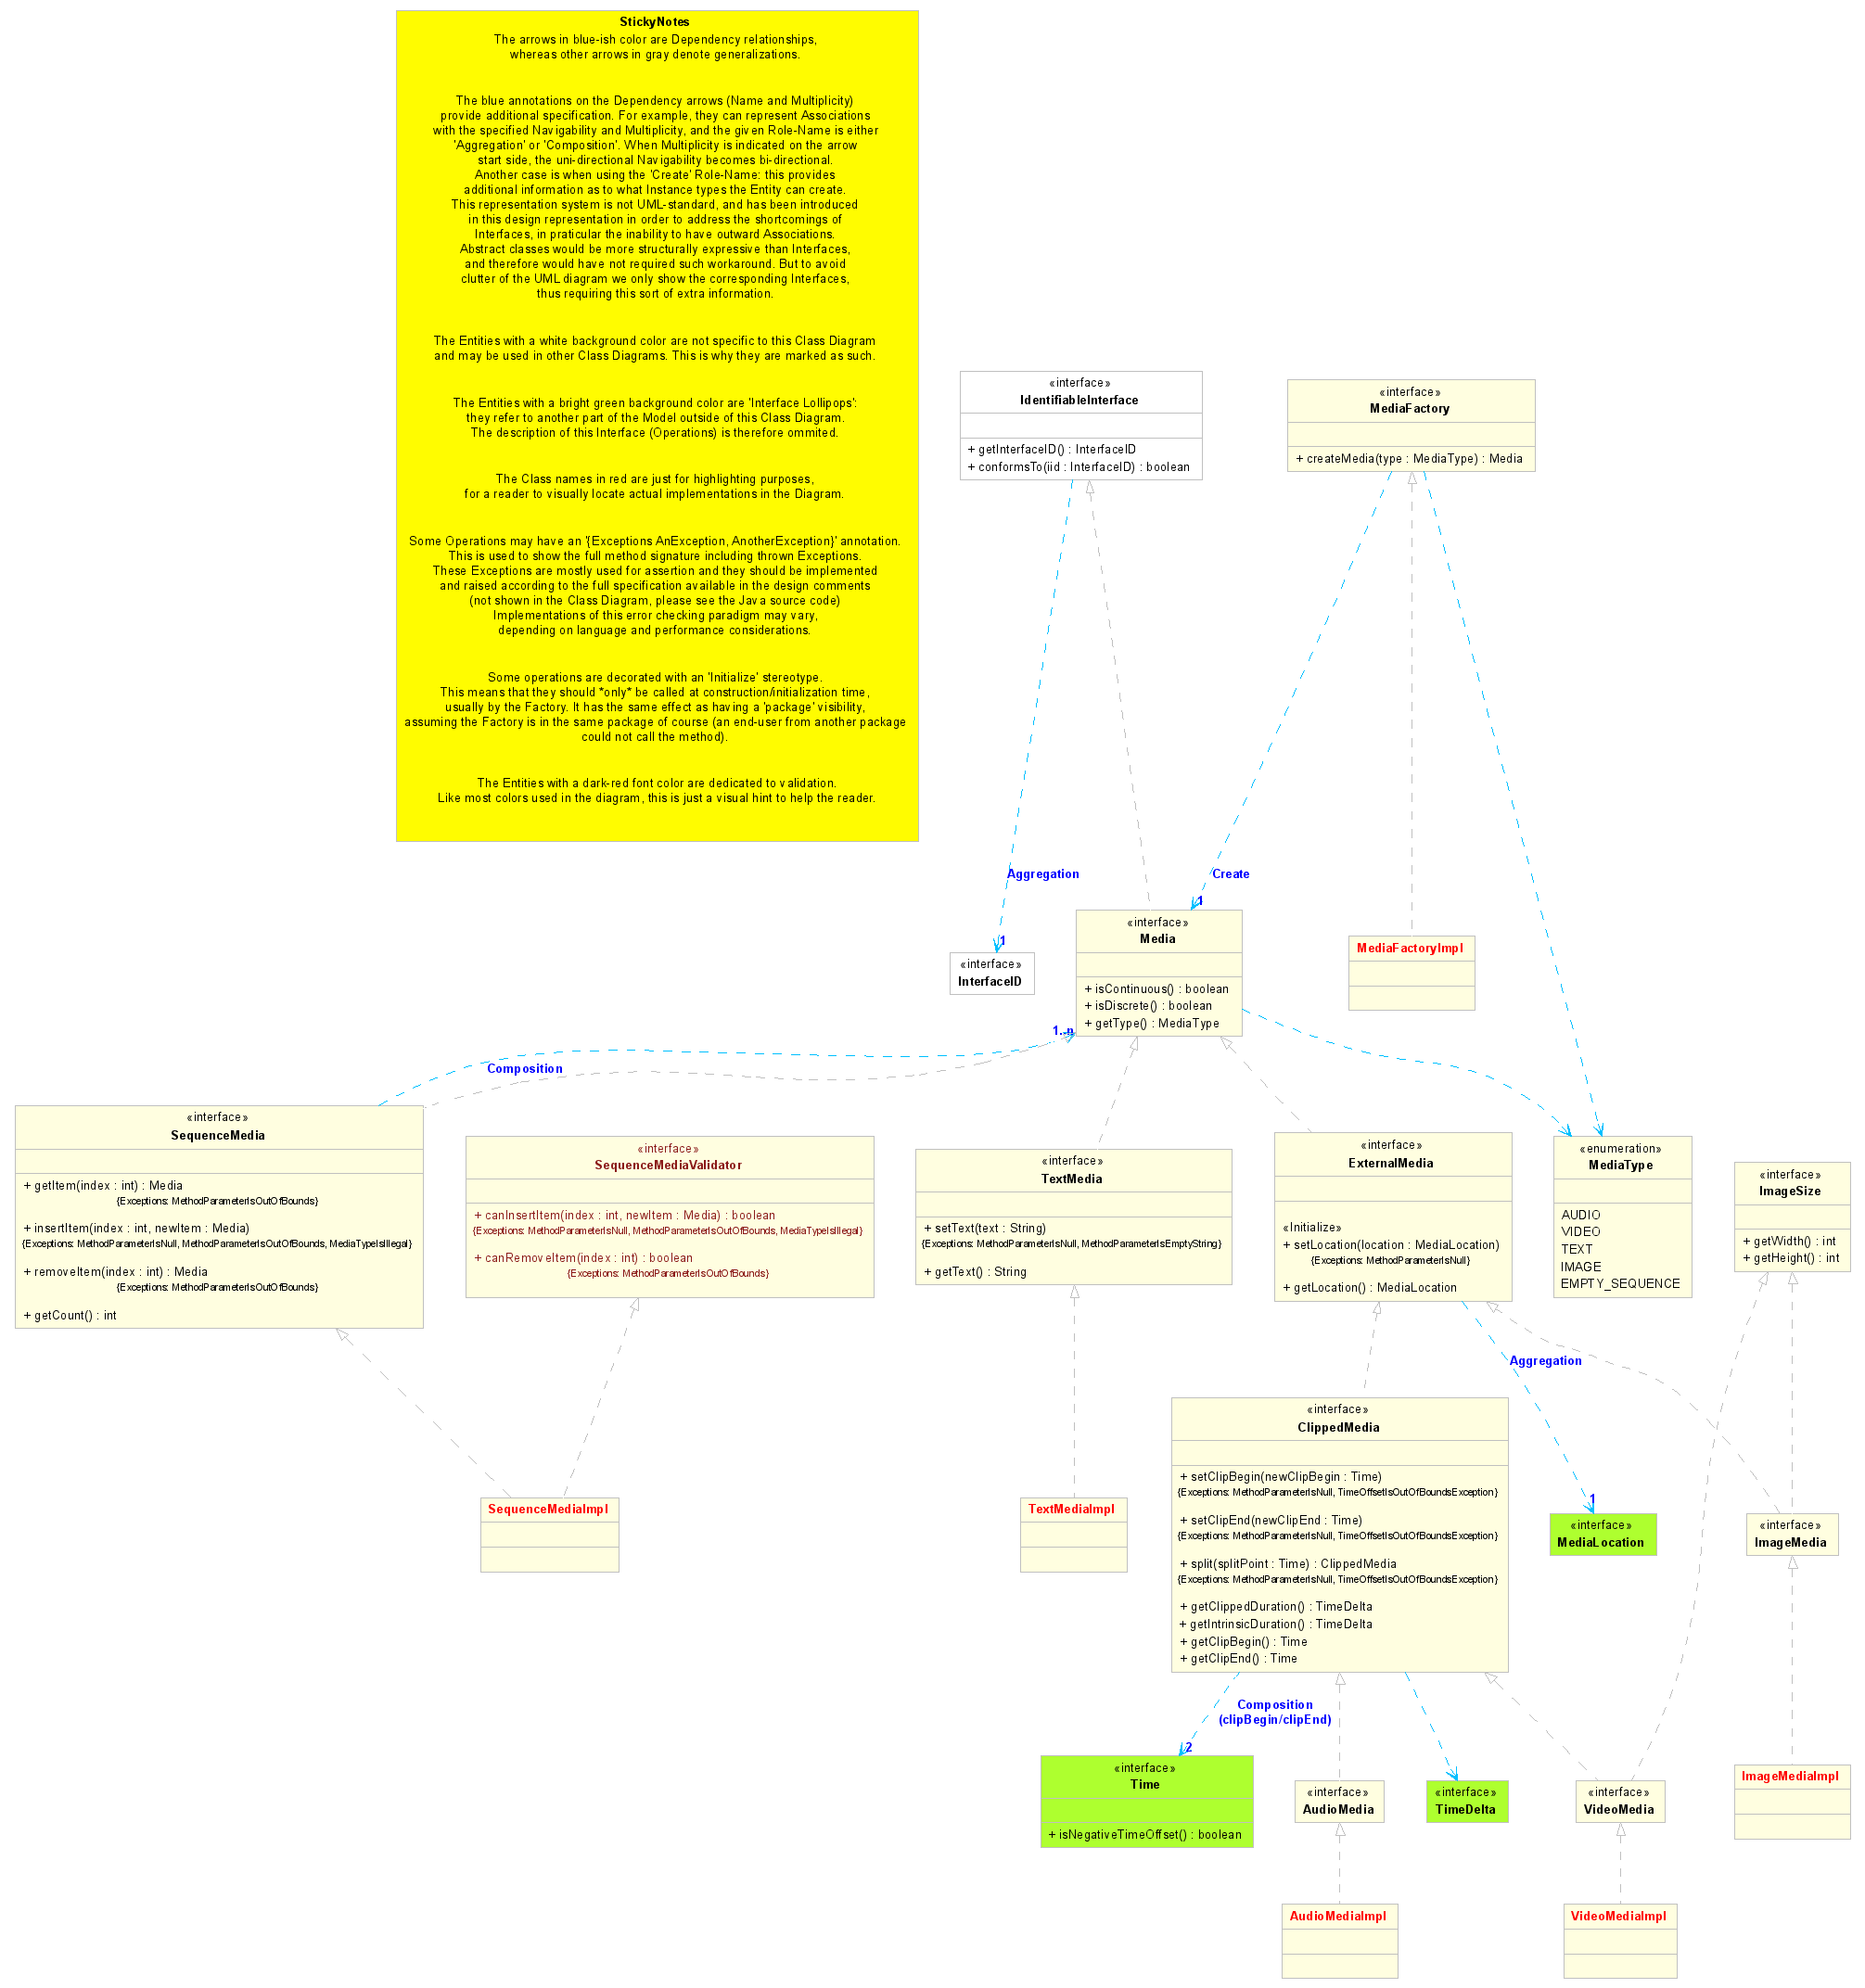 StickyNotes
The arrows in blue-ish color are Dependency relationships,
whereas other arrows in gray denote generalizations.
The blue annotations on the Dependency arrows (Name and Multiplicity)
provide additional specification. For example, they can represent Associations
with the specified Navigability and Multiplicity, and the given Role-Name is either
'Aggregation' or 'Composition'. When Multiplicity is indicated on the arrow
start side, the uni-directional Navigability becomes bi-directional.
Another case is when using the 'Create' Role-Name: this provides
additional information as to what Instance types the Entity can create.
This representation system is not UML-standard, and has been introduced
in this design representation in order to address the shortcomings of
Interfaces, in praticular the inability to have outward Associations.
Abstract classes would be more structurally expressive than Interfaces,
and therefore would have not required such workaround. But to avoid
clutter of the UML diagram we only show the corresponding Interfaces,
thus requiring this sort of extra information.
The Entities with a white background color are not specific to this Class Diagram
and may be used in other Class Diagrams. This is why they are marked as such.
The Entities with a bright green background color are 'Interface Lollipops':
they refer to another part of the Model outside of this Class Diagram.
The description of this Interface (Operations) is therefore ommited.
The Class names in red are just for highlighting purposes,
for a reader to visually locate actual implementations in the Diagram.
Some Operations may have an '{Exceptions AnException, AnotherException}' annotation.
This is used to show the full method signature including thrown Exceptions.
These Exceptions are mostly used for assertion and they should be implemented
and raised according to the full specification available in the design comments
(not shown in the Class Diagram, please see the Java source code)
Implementations of this error checking paradigm may vary,
depending on language and performance considerations.
Some operations are decorated with an 'Initialize' stereotype.
This means that they should *only* be called at construction/initialization time,
usually by the Factory. It has the same effect as having a 'package' visibility,
assuming the Factory is in the same package of course (an end-user from another package
could not call the method).
The Entities with a dark-red font color are dedicated to validation.
Like most colors used in the diagram, this is just a visual hint to help the reader.
«interface»
IdentifiableInterface
+ getInterfaceID() : InterfaceID
+ conformsTo(iid : InterfaceID) : boolean
«interface»
MediaFactory
+ createMedia(type : MediaType) : Media
Aggregation
1
Create
1
«interface»
InterfaceID
«interface»
Media
+ isContinuous() : boolean
+ isDiscrete() : boolean
+ getType() : MediaType
MediaFactoryImpl
1..n
Composition
«interface»
SequenceMedia
+ getItem(index : int) : Media
{Exceptions: MethodParameterIsOutOfBounds}
+ insertItem(index : int, newItem : Media)
{Exceptions: MethodParameterIsNull, MethodParameterIsOutOfBounds, MediaTypeIsIllegal}
+ removeItem(index : int) : Media
{Exceptions: MethodParameterIsOutOfBounds}
+ getCount() : int
«interface»
SequenceMediaValidator
+ canInsertItem(index : int, newItem : Media) : boolean
{Exceptions: MethodParameterIsNull, MethodParameterIsOutOfBounds, MediaTypeIsIllegal}
+ canRemoveItem(index : int) : boolean
{Exceptions: MethodParameterIsOutOfBounds}
«interface»
TextMedia
+ setText(text : String)
{Exceptions: MethodParameterIsNull, MethodParameterIsEmptyString}
+ getText() : String
«interface»
ExternalMedia
«Initialize»
+ setLocation(location : MediaLocation)
{Exceptions: MethodParameterIsNull}
+ getLocation() : MediaLocation
«enumeration»
MediaType
AUDIO
VIDEO
TEXT
IMAGE
EMPTY_SEQUENCE
«interface»
ImageSize
+ getWidth() : int
+ getHeight() : int
Aggregation
1
«interface»
ClippedMedia
+ setClipBegin(newClipBegin : Time)
{Exceptions: MethodParameterIsNull, TimeOffsetIsOutOfBoundsException}
+ setClipEnd(newClipEnd : Time)
{Exceptions: MethodParameterIsNull, TimeOffsetIsOutOfBoundsException}
+ split(splitPoint : Time) : ClippedMedia
{Exceptions: MethodParameterIsNull, TimeOffsetIsOutOfBoundsException}
+ getClippedDuration() : TimeDelta
+ getIntrinsicDuration() : TimeDelta
+ getClipBegin() : Time
+ getClipEnd() : Time
SequenceMediaImpl
TextMediaImpl
«interface»
MediaLocation
«interface»
ImageMedia
Composition
(clipBegin/clipEnd)
2
«interface»
Time
+ isNegativeTimeOffset() : boolean
«interface»
AudioMedia
«interface»
TimeDelta
«interface»
VideoMedia
ImageMediaImpl
AudioMediaImpl
VideoMediaImpl